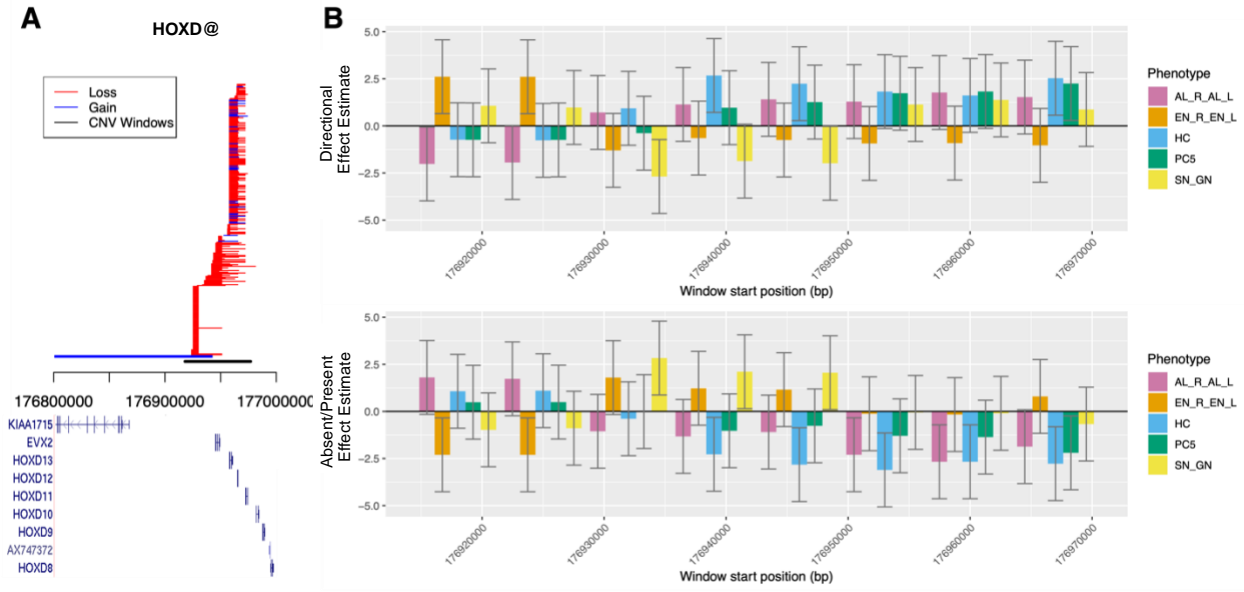 A
HOXD@
Loss
Gain
CNV Windows
176800000
176900000
177000000
KIAA1715
EVX2
HOXD13
HOXD12
HOXD11
HOXD10
HOXD9
AX747372
HOXD8
B
Directional
Effect Estimate
5.0
2.5
0.0
−2.5
−5.0
176920000
176930000
176940000
176950000
176960000
176970000
Window start position (bp)
Phenotype
AL_R_AL_L
EN_R_EN_L
HC
PC5
SN_GN
Absent/Present
Effect Estimate
5.0
2.5
0.0
−2.5
−5.0
176920000
176930000
176940000
176950000
176960000
176970000
Window start position (bp)
Phenotype
AL_R_AL_L
EN_R_EN_L
HC
PC5
SN_GN